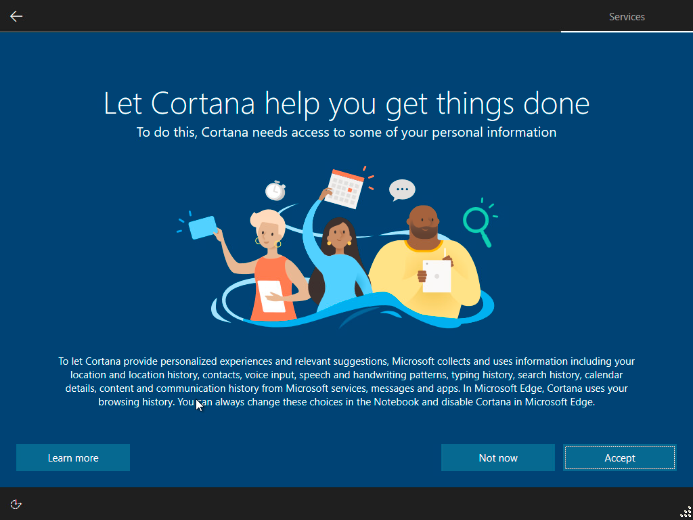 Services
Let Cortana help you get things done
To do this, Cortana needs access to some of your personal information
To let Cortana provide personalized experiences and relevant suggestions, Microsoft collects and uses information including your
location and location history, contacts, voice input, speech and handwriting patterns, typing history, search history, calendar
details, content and communication history from Microsoft services, messages and apps. In Microsoft Edge, Cortana uses your
browsing history. You can always change these choices in the Notebook and disable Cortana in Microsoft Edge.
Learn more
Not now
Accept